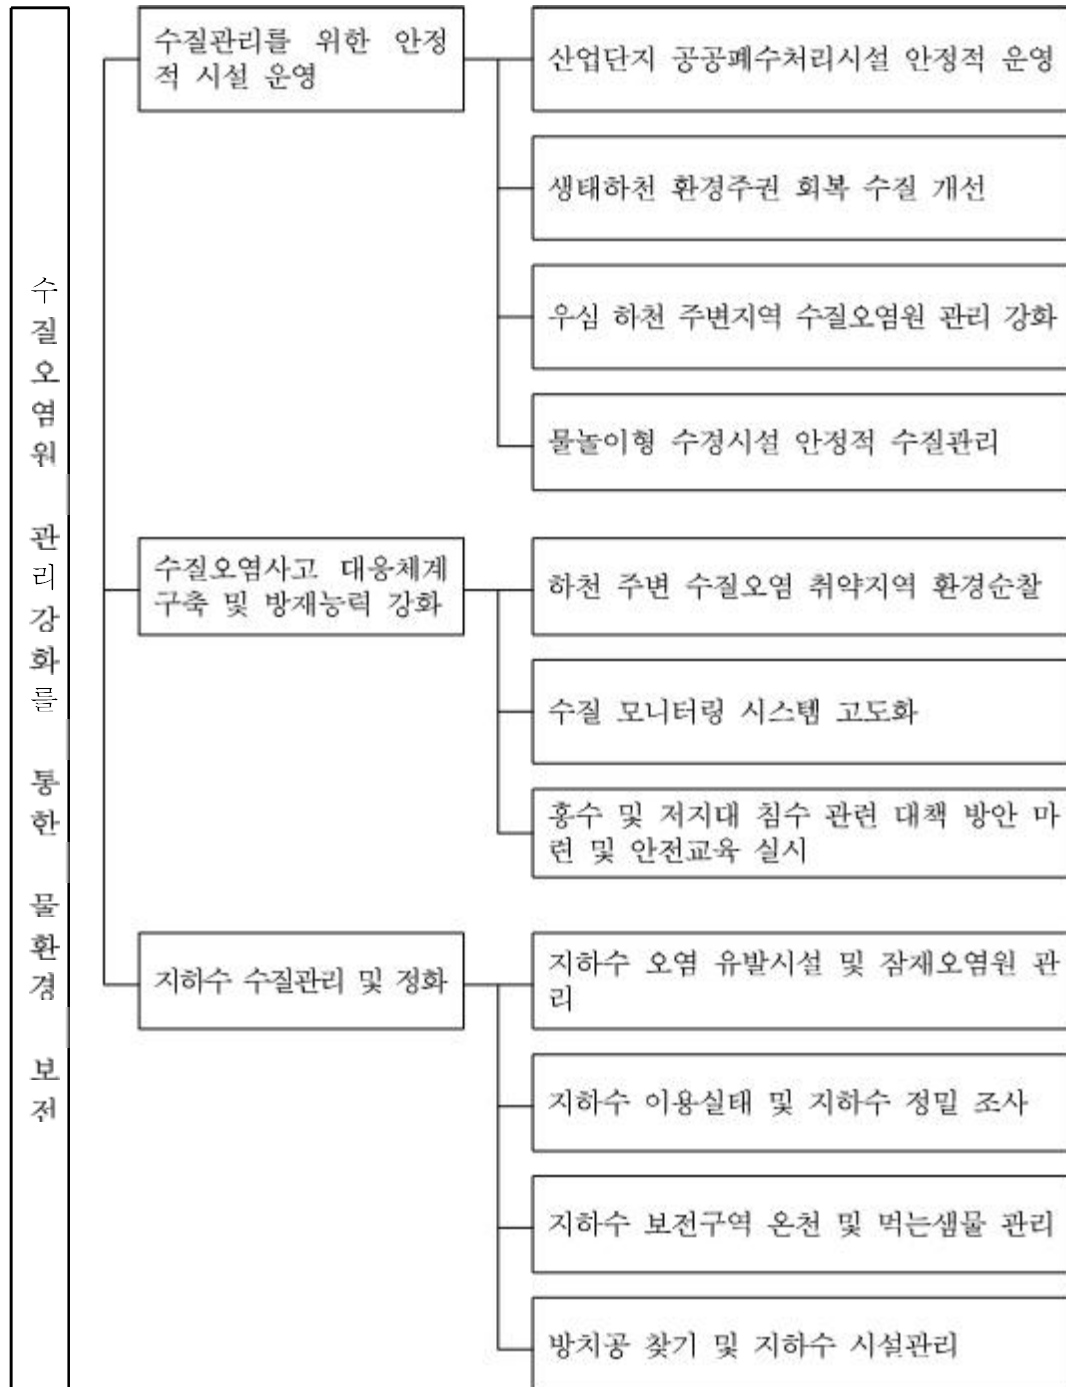 수질오염원 관리강화를 통한 물환경 보전
수질관리를 위한 안정
적 시설 운영
산업단지 공공폐수처리시설 안정적 운영
생태하천 환경주권 회복 수질 개선
우심 하천 주변지역 수질오염원 관리 강화
물놀이형 수경시설 안정적 수질관리
수질오염사고 대응체계
구축 및 방재능력 강화
하천 주변 수질오염 취약지역 환경순찰
수질 모니터링 시스템 고도화
홍수 및 저지대 침수 관련 대책 방안 마
련 및 안전교육 실시
지하수 수질관리 및 정화
지하수 오염 유발시설 및 잠재오염원 관
리
지하수 이용실태 및 지하수 정밀 조사
지하수 보전구역 온천 및 먹는샘물 관리
방치공 찾기 및 지하수 시설관리